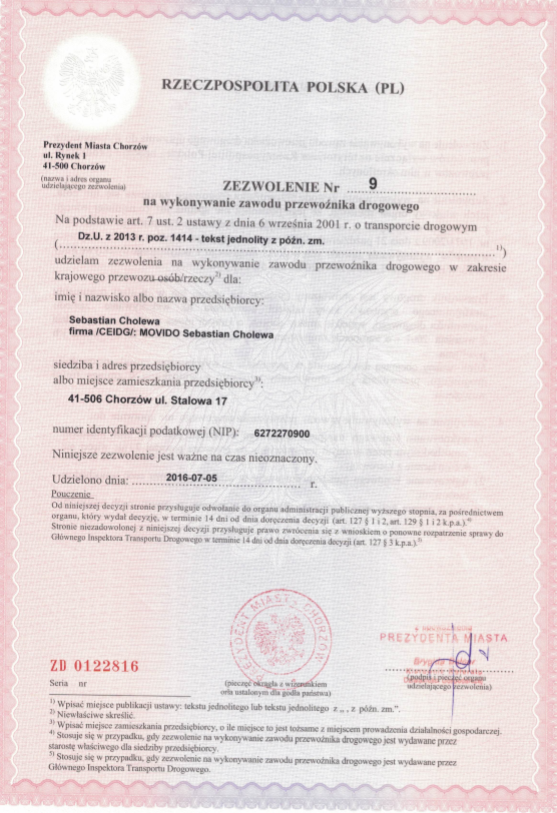 RZECZPOSPOLITA POLSKA (PL)
Prezydent Miasta Chorzów
ul. Rynek 1
41-500 Chorzów
(nazwa i adres organu
udzielającego zezwolenia)
ZEZWOLENIE Nr 9
na wykonywanie zawodu przewoźnika drogowego
Na podstawie art. 7 ust. 2 ustawy z dnia 6 września 2001 r. o transporcie drogowym
( Dz.U. z 2013 r. poz. 1414 - tekst jednolity z późn. zm. 1))
udzielam zezwolenia na wykonywanie zawodu przewoźnika drogowego w zakresie
krajowego przewozu osób/rzeczy2) dla:
imię i nazwisko albo nazwa przedsiębiorcy:
Sebastian Cholewa
firma /CEIDG/: MOVIDO Sebastian Cholewa
siedziba i adres przedsiębiorcy
albo miejsce zamieszkania przedsiębiorcy3):
41-506 Chorzów ul. Stalowa 17
numer identyfikacji podatkowej (NIP): 6272270900
Niniejsze zezwolenie jest ważne na czas nieoznaczony.
Udzielono dnia: 2016-07-05 r.
Pouczenie
Od niniejszej decyzji stronie przysługuje odwołanie do organu administracji publicznej wyższego stopnia, za pośrednictwem
organu, który wydał decyzję, w terminie 14 dni od dnia doręczenia decyzji (art. 127 § 1 i 2, art. 129 § 1 i 2 k.p.a.)4)
Stronie niezadowolonej z niniejszej decyzji przysługuje prawo zwrócenia się z wnioskiem o ponowne rozpatrzenie sprawy do
Głównego Inspektora Transportu Drogowego w terminie 14 dni od dnia doręczenia decyzji (art. 127 § 3 k.p.a.)5)
PREZYDENT MIASTA CHORZÓW
PREZYDENTA MIASTA
ZD 0122816
Seria nr
(pieczęć okrągła z wizerunkiem
orła ustalonym dla godła państwa)
(podpis i pieczęć organu
udzielającego zezwolenia)
1) Wpisać miejsce publikacji ustawy: tekstu jednolitego lub tekstu jednolitego z „ , z późn. zm.".
2) Niewłaściwe skreślić.
3) Wpisać miejsce zamieszkania przedsiębiorcy, o ile miejsce to jest tożsame z miejscem prowadzenia działalności gospodarczej.
4) Stosuje się w przypadku, gdy zezwolenie na wykonywanie zawodu przewoźnika drogowego jest wydawane przez
starostę właściwego dla siedziby przedsiębiorcy.
5) Stosuje się w przypadku, gdy zezwolenie na wykonywanie zawodu przewoźnika drogowego jest wydawane przez
Głównego Inspektora Transportu Drogowego.